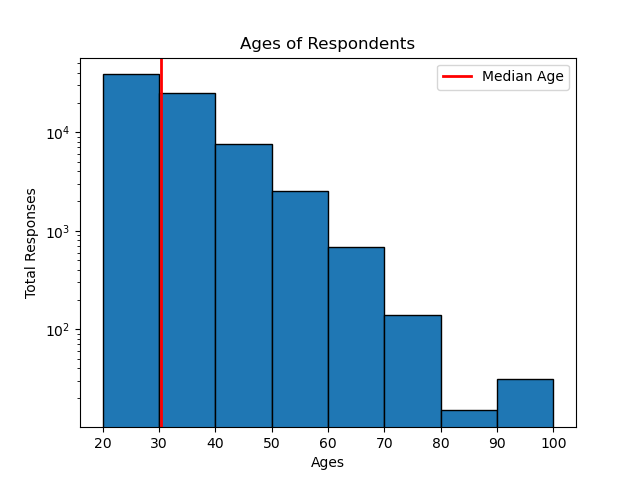 Ages of Respondents
Median Age
Total Responses
10^4
10^3
10^2
20 30 40 50 60 70 80 90 100
Ages